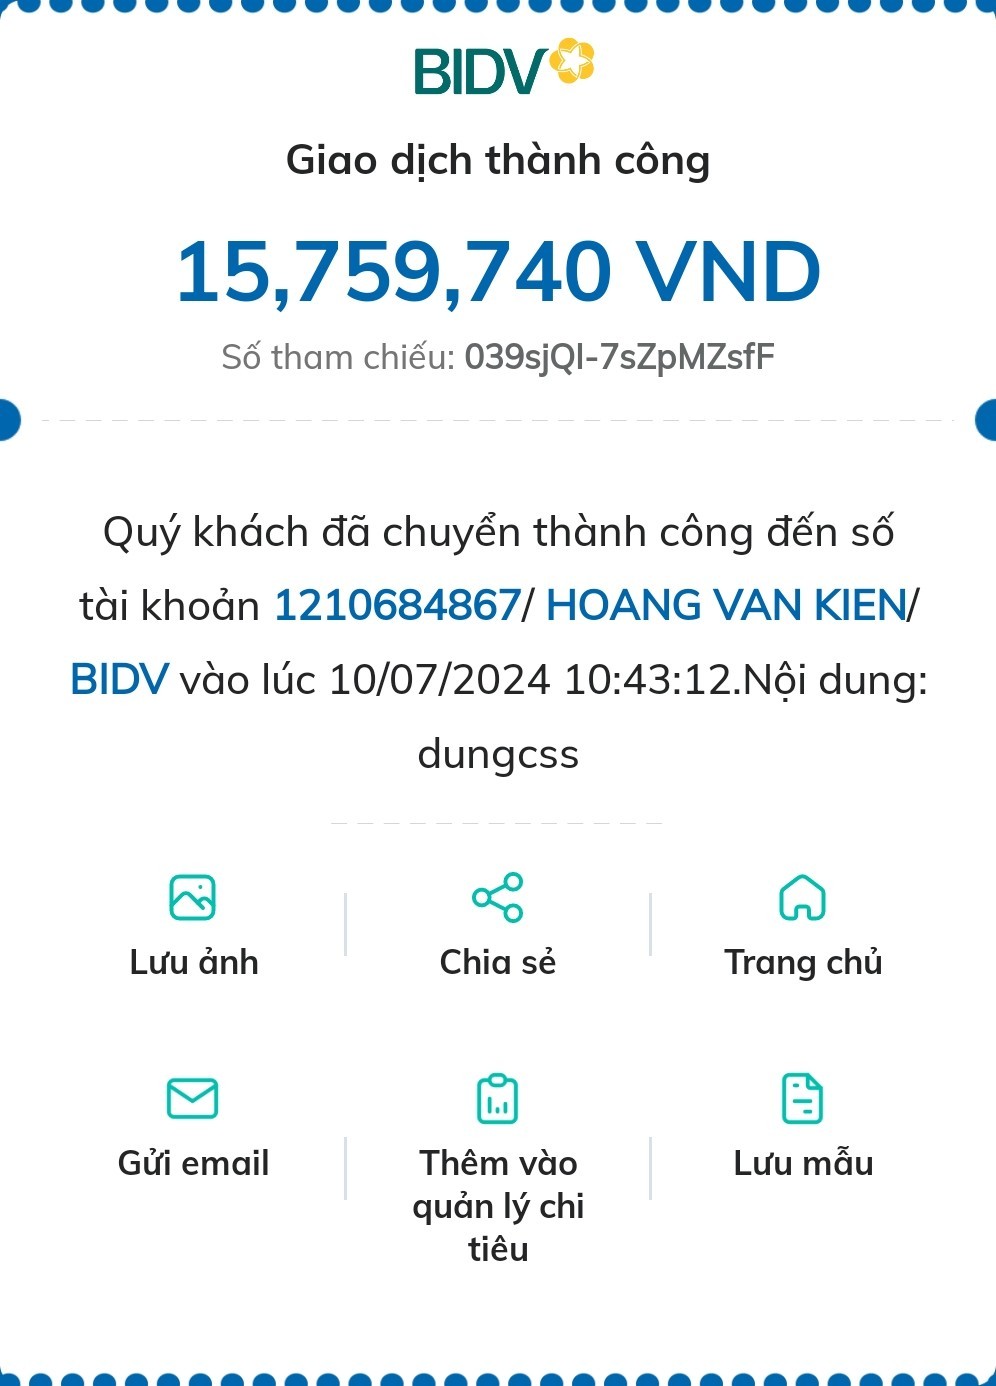 BIDV
Giao dịch thành công
15,759,740 VND
Số tham chiếu: 039sjQI-7sZpMZsfF
Quý khách đã chuyển thành công đến số
tài khoản 1210684867/ HOANG VAN KIEN/
BIDV vào lúc 10/07/2024 10:43:12.Nội dung:
dungcss
Lưu ảnh
Chia sẻ
Trang chủ
Gửi email
Thêm vào
quản lý chi
tiêu
Lưu mẫu